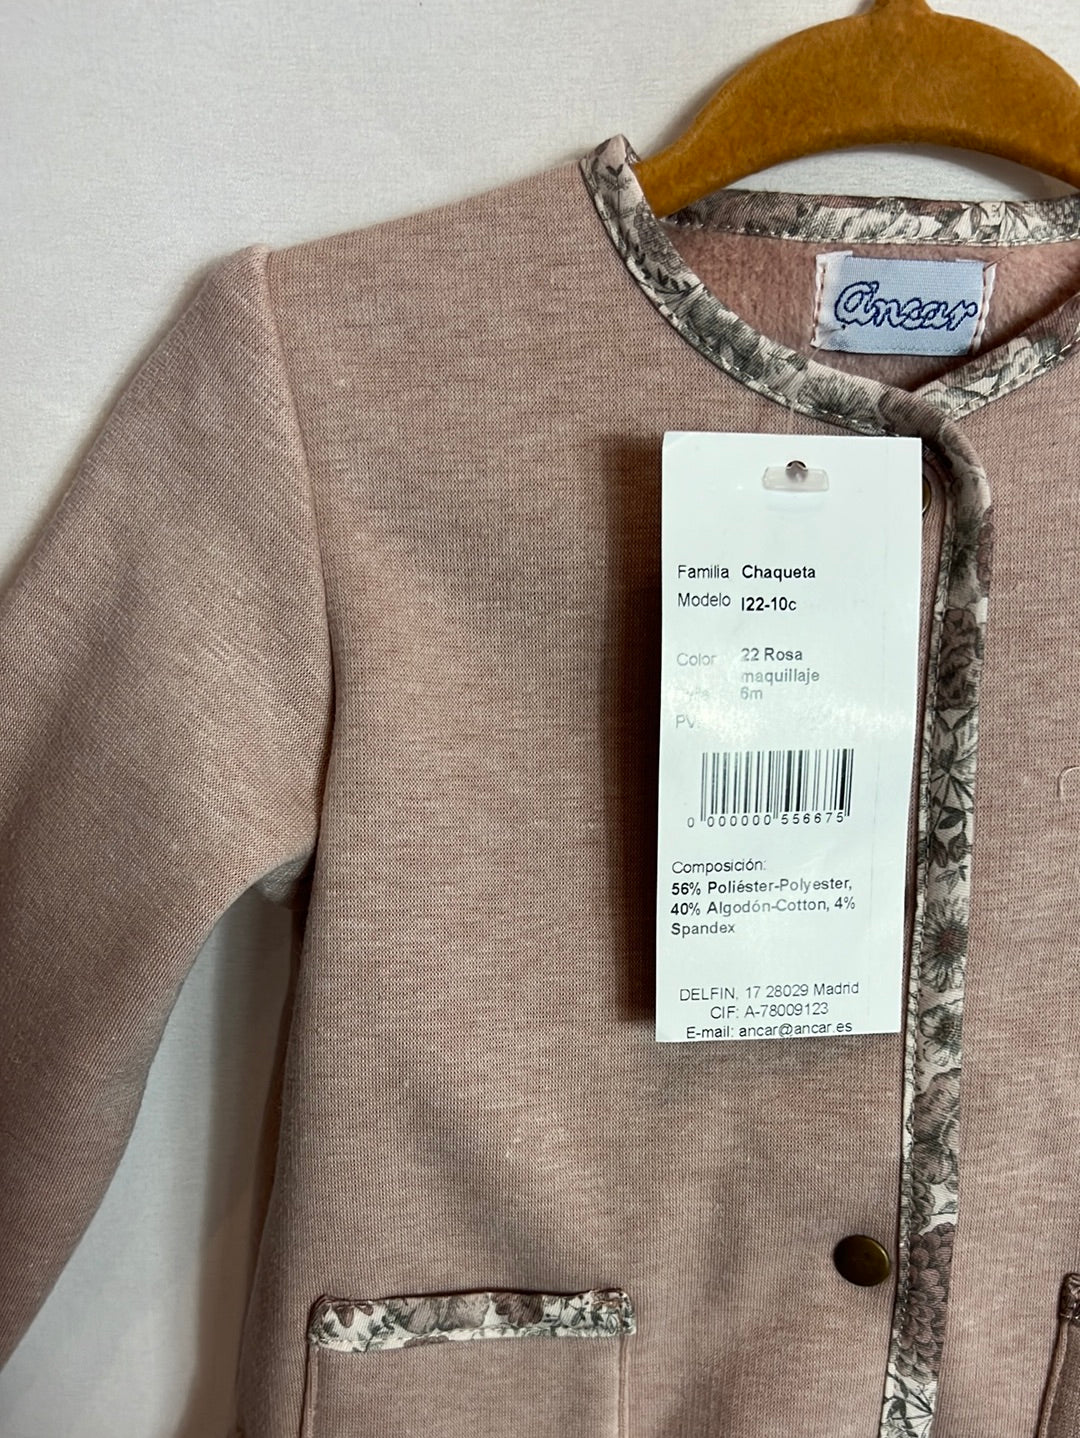 Ancar
Familia Chaqueta
Modelo I22-10c
Color 22 Rosa
maquillaje
6m
PV
0 000000 556675
Composición:
56% Poliéster-Polyester,
40% Algodón-Cotton, 4%
Spandex
DELFIN, 17 28029 Madrid
CIF: A-78009123
E-mail: ancar@ancar.es